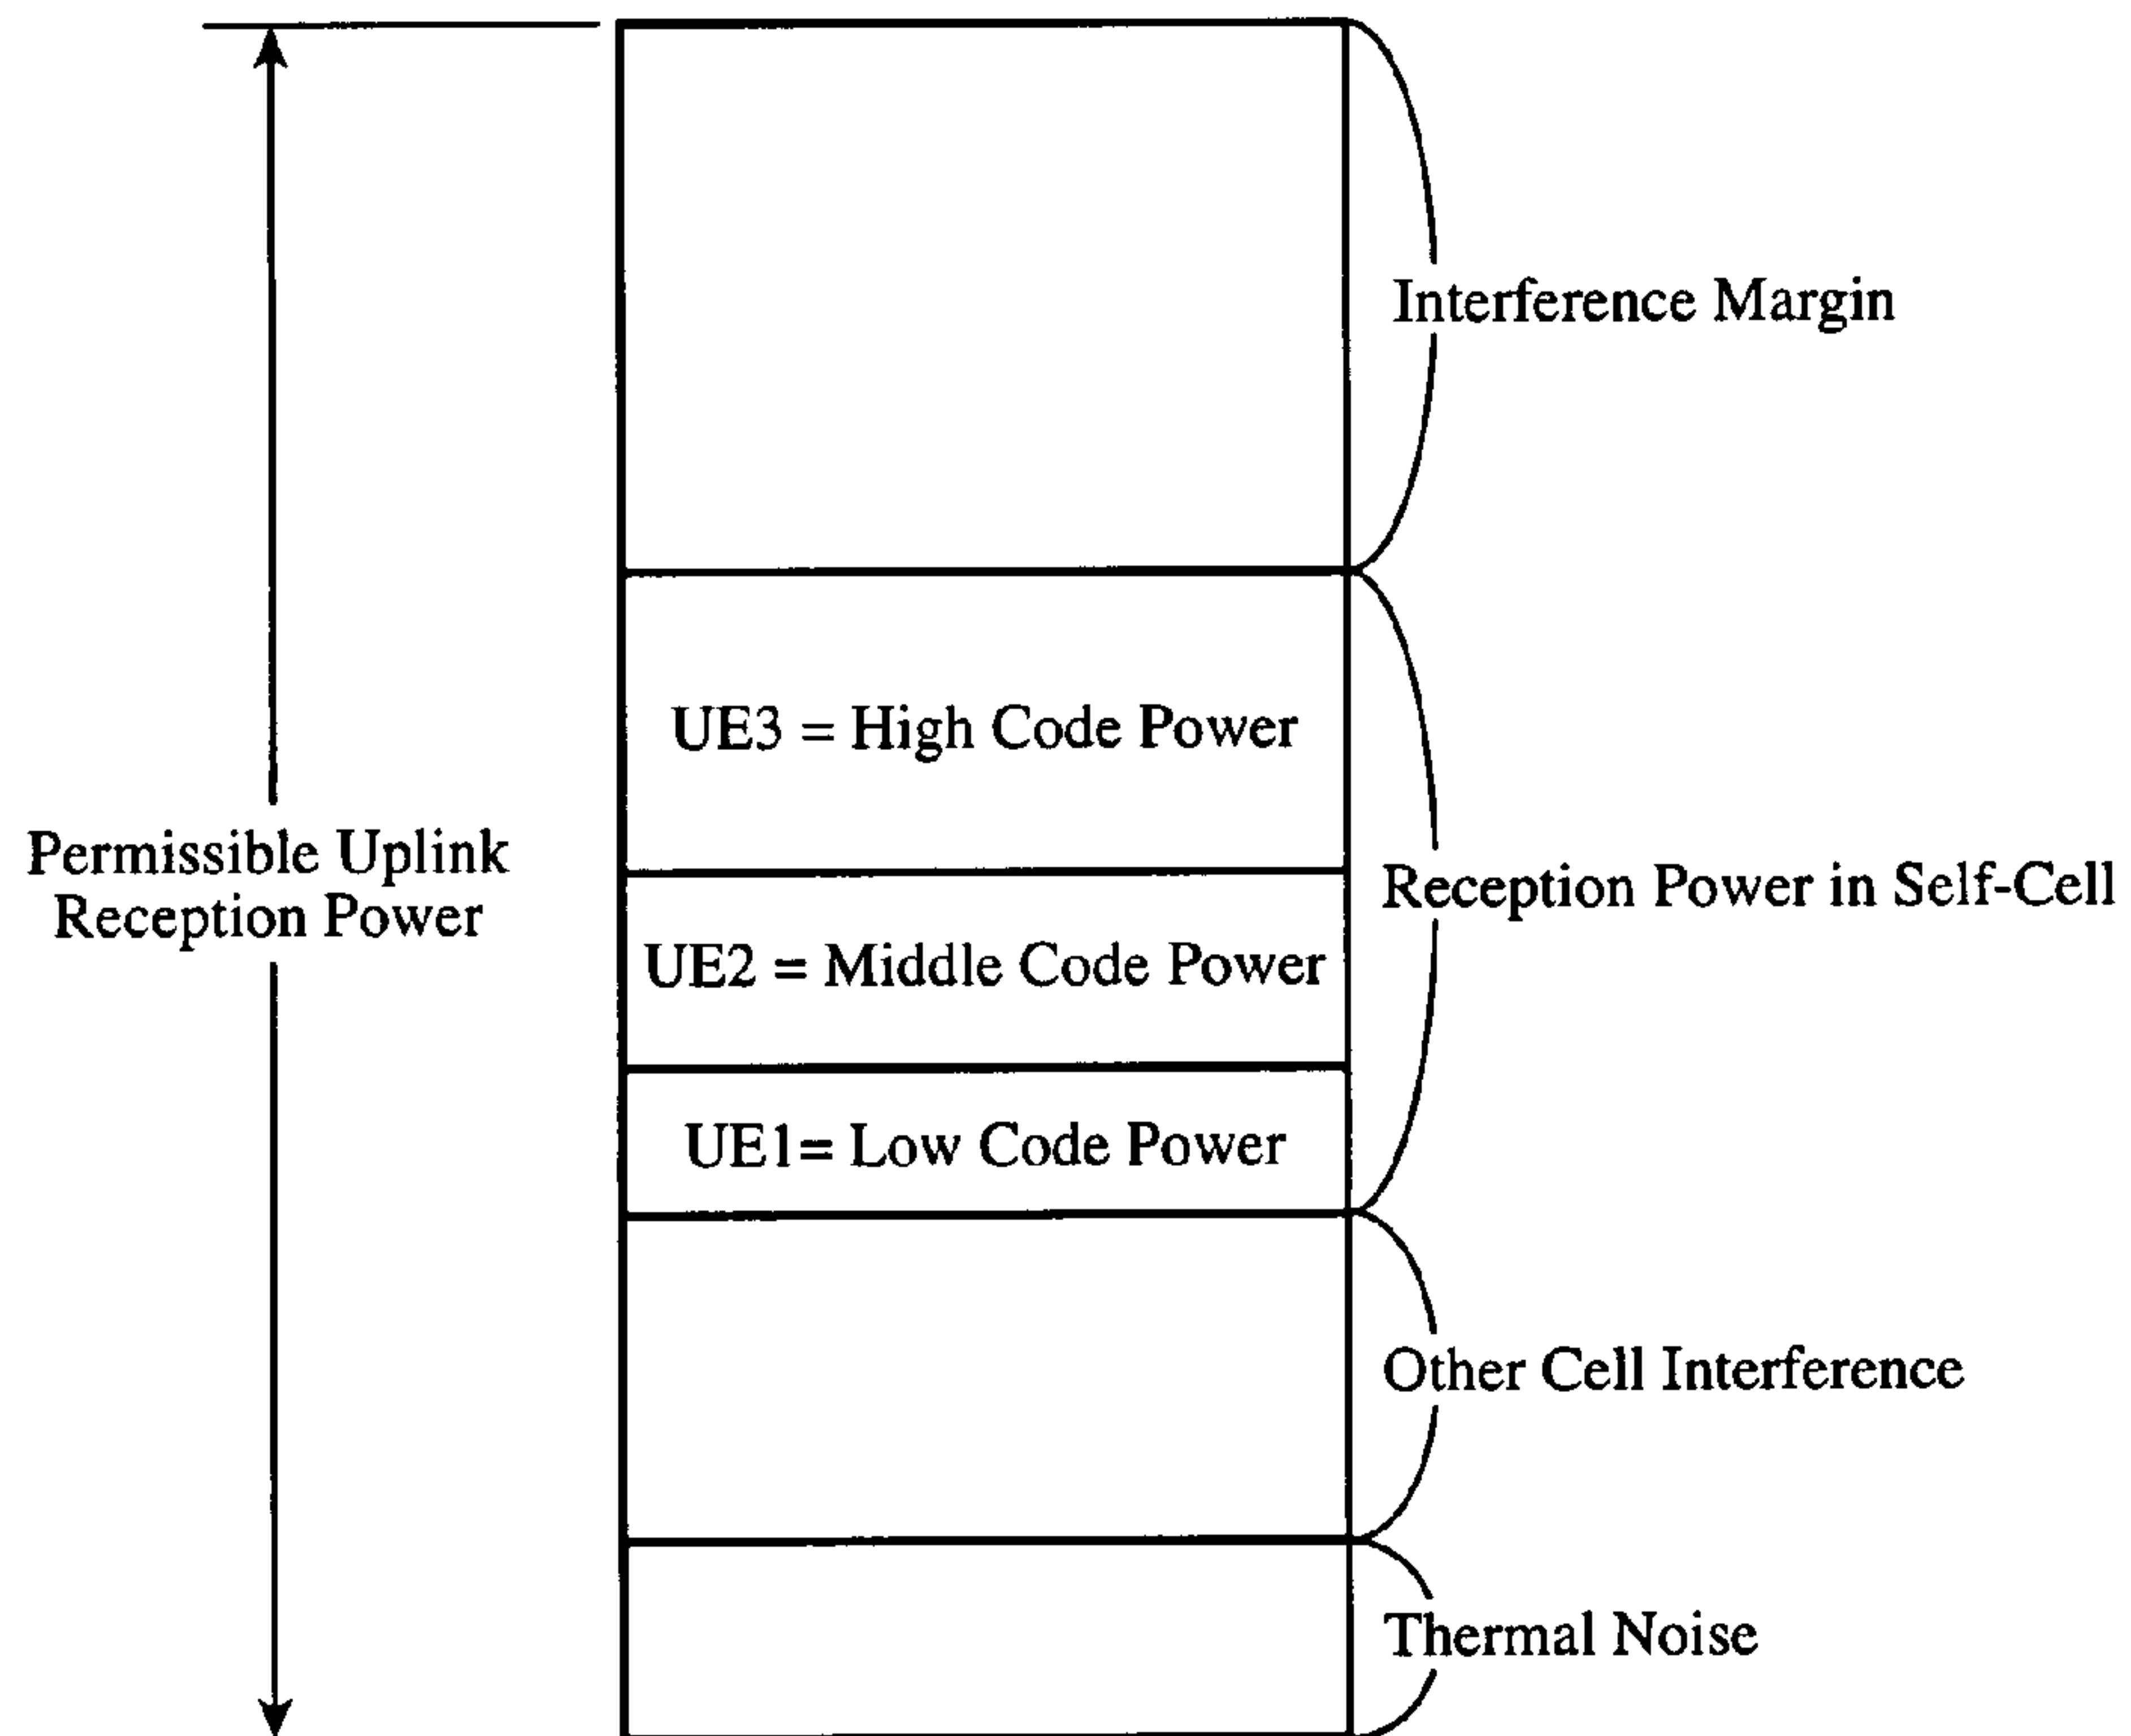 Interference Margin
UE3 = High Code Power
Permissible Uplink
Reception Power
Reception Power in Self-Cell
UE2 = Middle Code Power
UE1= Low Code Power
Other Cell Interference
Thermal Noise